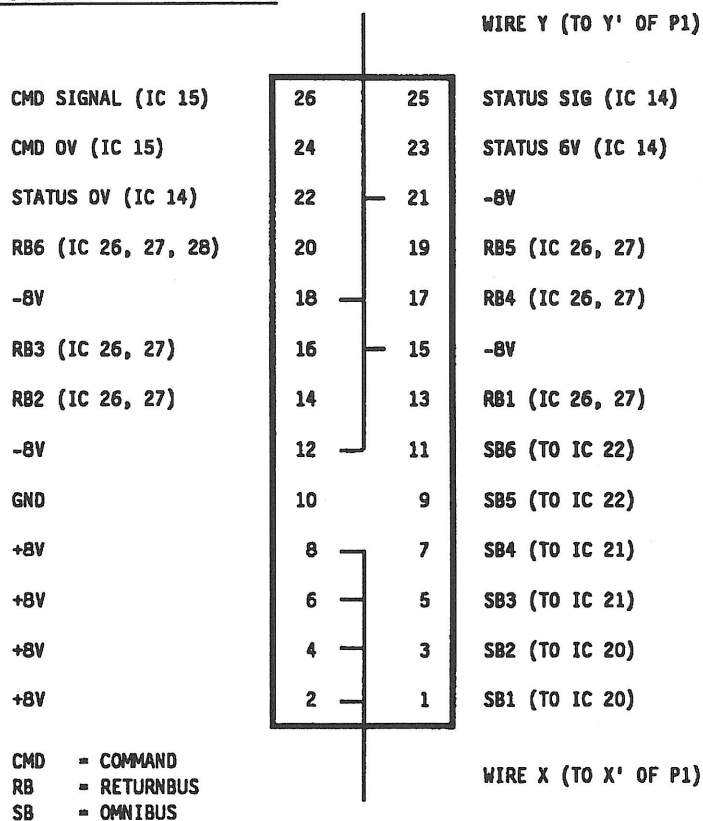 WIRE Y (TO Y' OF P1)
CMD SIGNAL (IC 15) 26 25 STATUS SIG (IC 14)
CMD OV (IC 15) 24 23 STATUS 6V (IC 14)
STATUS OV (IC 14) 22 21 -8V
RB6 (IC 26, 27, 28) 20 19 RB5 (IC 26, 27)
-8V 18 17 RB4 (IC 26, 27)
RB3 (IC 26, 27) 16 15 -8V
RB2 (IC 26, 27) 14 13 RB1 (IC 26, 27)
-8V 12 11 SB6 (TO IC 22)
GND 10 9 SB5 (TO IC 22)
+8V 8 7 SB4 (TO IC 21)
+8V 6 5 SB3 (TO IC 21)
+8V 4 3 SB2 (TO IC 20)
+8V 2 1 SB1 (TO IC 20)
CMD = COMMAND
RB = RETURNBUS
SB = OMNIBUS
WIRE X (TO X' OF P1)